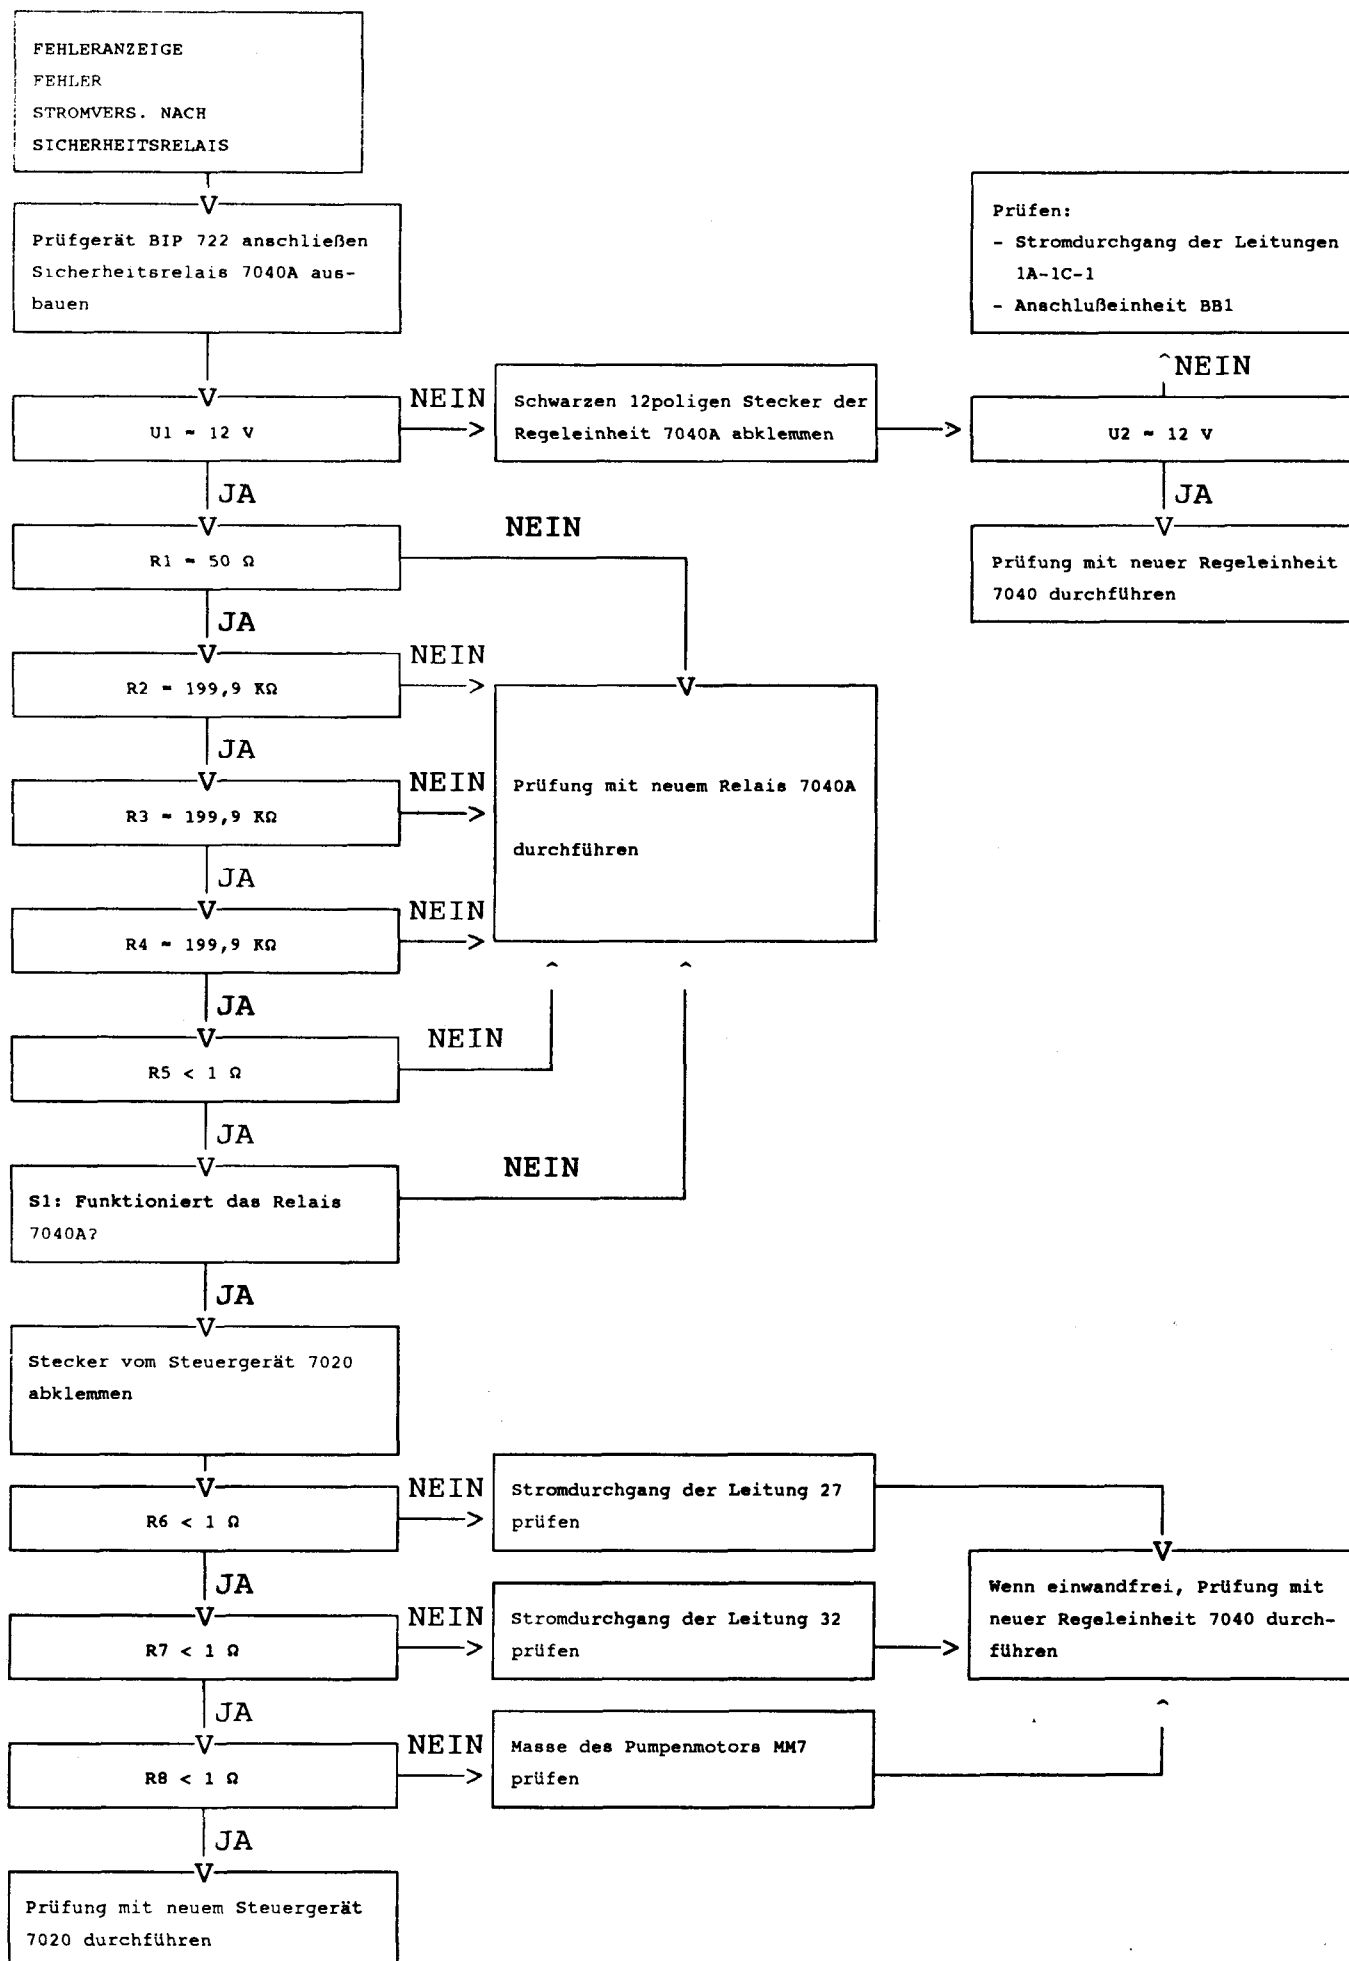 FEHLERANZEIGE
FEHLER
STROMVERS. NACH
SICHERHEITSRELAIS
Prüfgerät BIP 722 anschließen
Sicherheitsrelais 7040A aus-
bauen
Prüfen:
- Stromdurchgang der Leitungen
1A-1C-1
- Anschlußeinheit BB1
NEIN
U1 ≈ 12 V
NEIN
Schwarzen 12poligen Stecker der
Regeleinheit 7040A abklemmen
U2 ≈ 12 V
JA
JA
R1 ≈ 50 Ω
NEIN
Prüfung mit neuer Regeleinheit
7040 durchführen
JA
R2 ≈ 199,9 KΩ
NEIN
JA
R3 ≈ 199,9 KΩ
NEIN
Prüfung mit neuem Relais 7040A
durchführen
JA
R4 ≈ 199,9 KΩ
NEIN
JA
R5 < 1 Ω
NEIN
JA
S1: Funktioniert das Relais
7040A?
NEIN
JA
Stecker vom Steuergerät 7020
abklemmen
R6 < 1 Ω
NEIN
Stromdurchgang der Leitung 27
prüfen
JA
R7 < 1 Ω
NEIN
Stromdurchgang der Leitung 32
prüfen
Wenn einwandfrei, Prüfung mit
neuer Regeleinheit 7040 durch-
führen
JA
R8 < 1 Ω
NEIN
Masse des Pumpenmotors MM7
prüfen
JA
Prüfung mit neuem Steuergerät
7020 durchführen